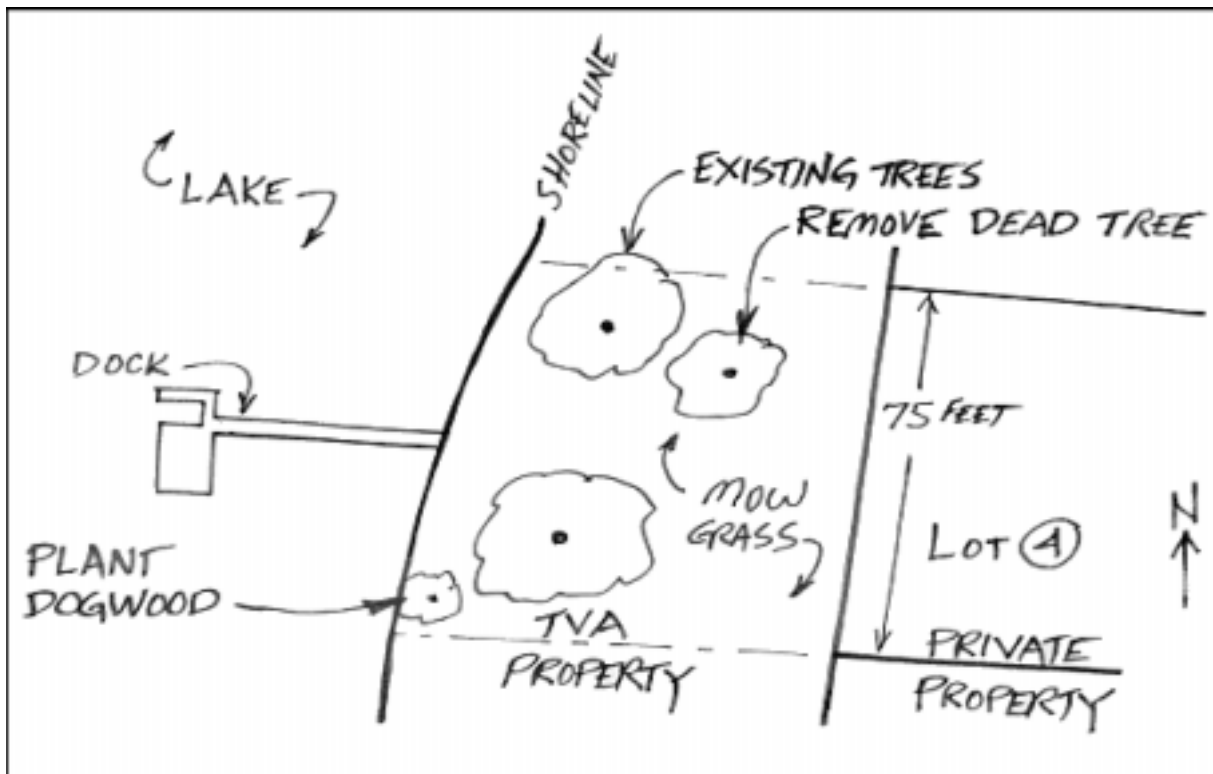 SHORELINE
LAKE
EXISTING TREES
REMOVE DEAD TREE
DOCK
75 FEET
MOW
GRASS
N
LOT A
PLANT
DOGWOOD
TVA
PROPERTY
PRIVATE
PROPERTY